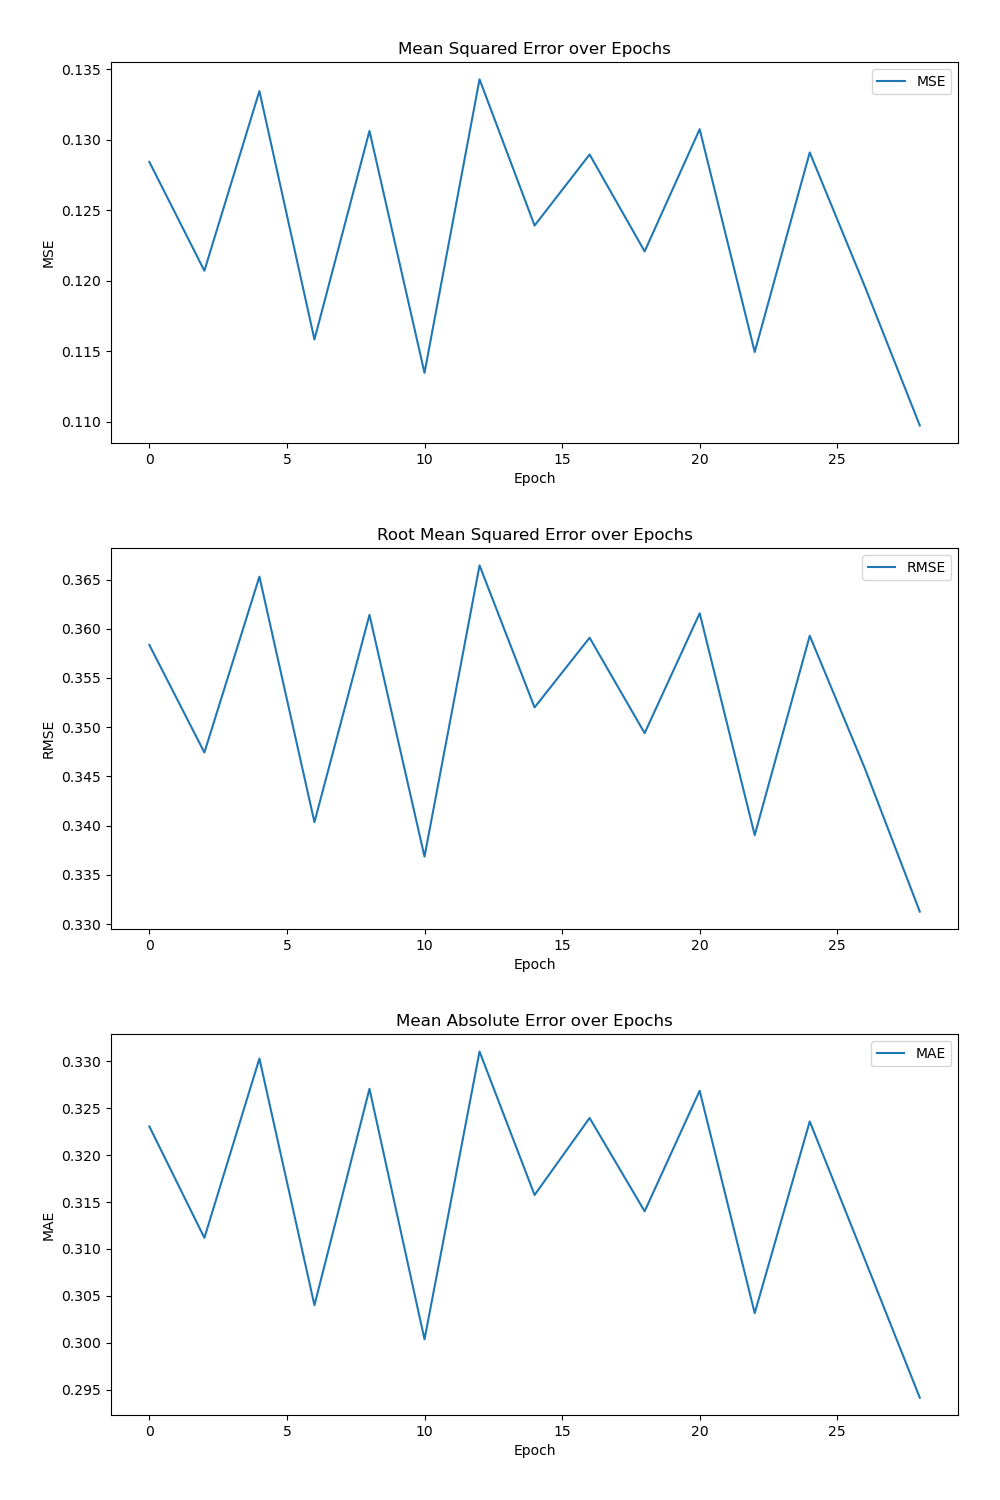 Mean Squared Error over Epochs
MSE
0.135
0.130
0.125
0.120
0.115
0.110
MSE
0 5 10 15 20 25
Epoch
Root Mean Squared Error over Epochs
RMSE
0.365
0.360
0.355
0.350
0.345
0.340
0.335
0.330
RMSE
0 5 10 15 20 25
Epoch
Mean Absolute Error over Epochs
MAE
0.330
0.325
0.320
0.315
0.310
0.305
0.300
0.295
MAE
0 5 10 15 20 25
Epoch